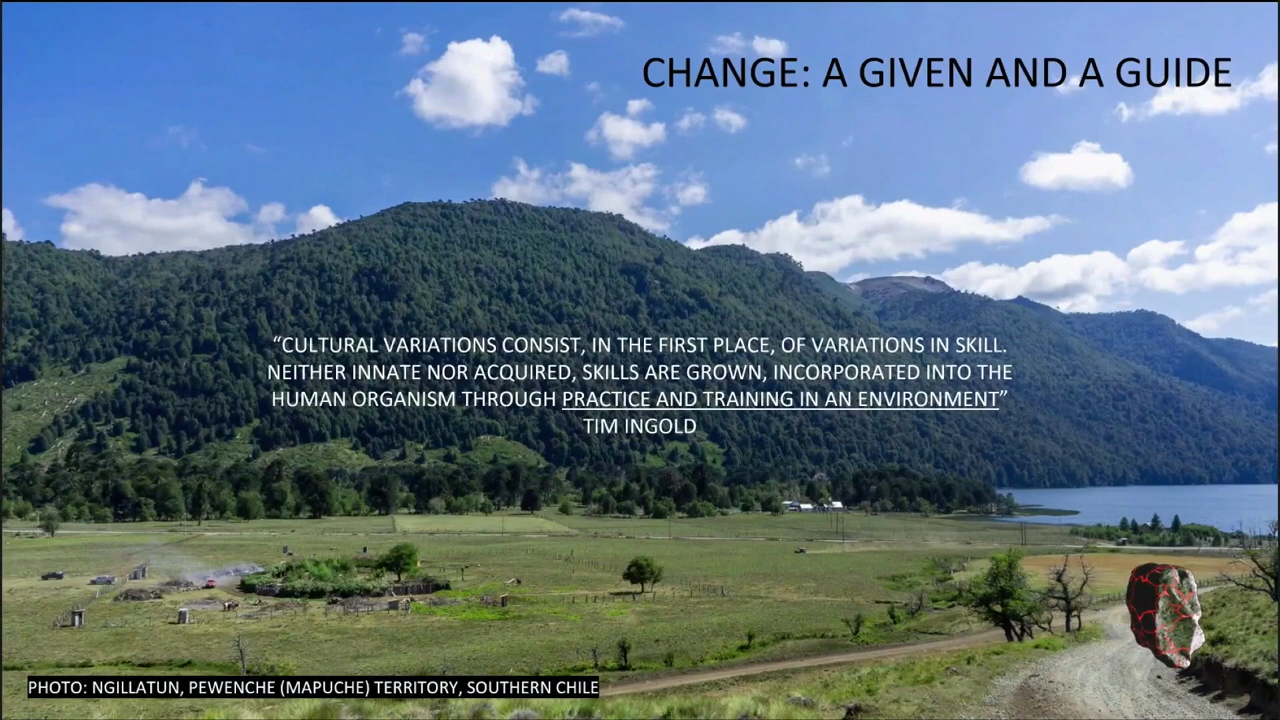 CHANGE: A GIVEN AND A GUIDE
“CULTURAL VARIATIONS CONSIST, IN THE FIRST PLACE, OF VARIATIONS IN SKILL.
NEITHER INNATE NOR ACQUIRED, SKILLS ARE GROWN, INCORPORATED INTO THE
HUMAN ORGANISM THROUGH PRACTICE AND TRAINING IN AN ENVIRONMENT”
TIM INGOLD
PHOTO: NGILLATUN, PEWENCHE (MAPUCHE) TERRITORY, SOUTHERN CHILE